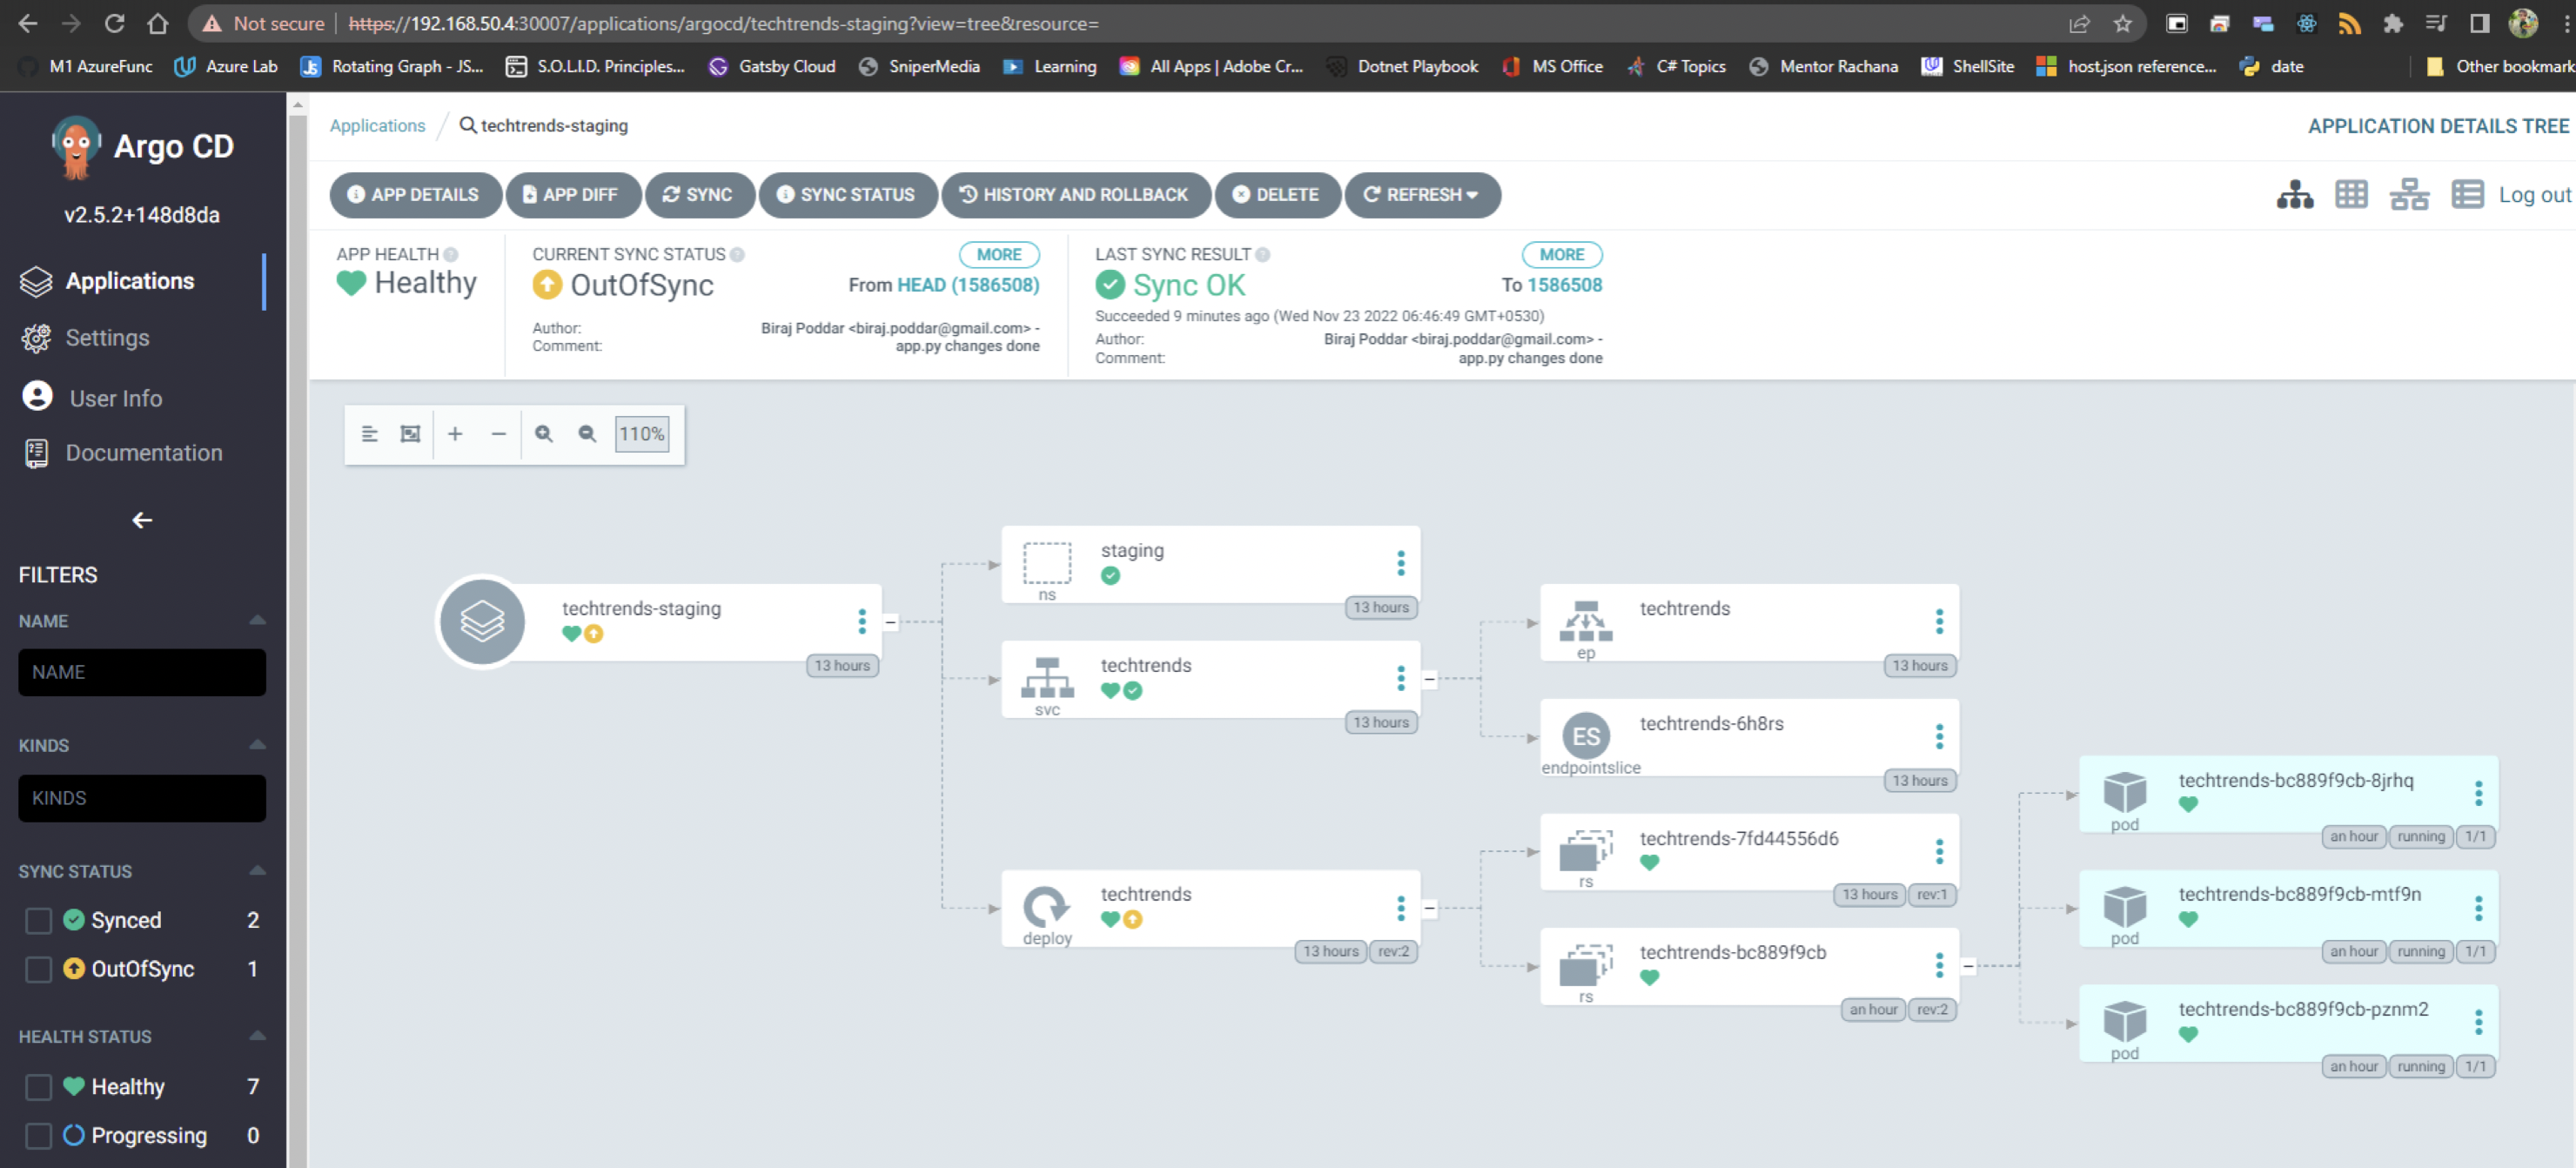 Not secure https://192.168.50.4:30007/applications/argocd/techtrends-staging?view=tree&resource=
M1 AzureFunc Azure Lab Rotating Graph - JS... S.O.L.I.D. Principles... Gatsby Cloud SniperMedia Learning All Apps | Adobe Cr... Dotnet Playbook MS Office C# Topics Mentor Rachana ShellSite host.json reference... date Other bookmark
Argo CD
v2.5.2+148d8da
Applications
Settings
User Info
Documentation
FILTERS
NAME
NAME
KINDS
KINDS
SYNC STATUS
Synced 2
OutOfSync 1
HEALTH STATUS
Healthy 7
Progressing 0
Applications / techtrends-staging
APPLICATION DETAILS TREE
APP DETAILS APP DIFF SYNC SYNC STATUS HISTORY AND ROLLBACK DELETE REFRESH
Log out
APP HEALTH
Healthy
CURRENT SYNC STATUS MORE
OutOfSync From HEAD (1586508)
Author: Biraj Poddar <biraj.poddar@gmail.com> -
Comment: app.py changes done
LAST SYNC RESULT MORE
Sync OK To 1586508
Succeeded 9 minutes ago (Wed Nov 23 2022 06:46:49 GMT+0530)
Author: Biraj Poddar <biraj.poddar@gmail.com> -
Comment: app.py changes done
110%
techtrends-staging
13 hours
staging
ns
13 hours
techtrends
svc
13 hours
techtrends
deploy
13 hours rev:2
techtrends
ep
13 hours
ES
techtrends-6h8rs
endpointslice
13 hours
techtrends-7fd44556d6
rs
13 hours rev:1
techtrends-bc889f9cb
rs
an hour rev:2
techtrends-bc889f9cb-8jrhq
pod
an hour running 1/1
techtrends-bc889f9cb-mtf9n
pod
an hour running 1/1
techtrends-bc889f9cb-pznm2
pod
an hour running 1/1